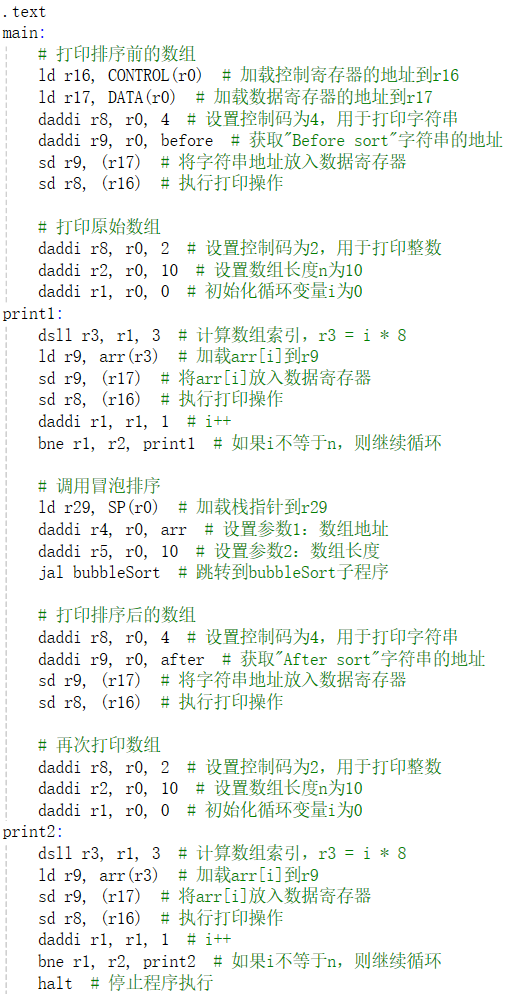 .text
main:
    # 打印排序前的数组
    ld r16, CONTROL(r0)  # 加载控制寄存器的地址到r16
    ld r17, DATA(r0)  # 加载数据寄存器的地址到r17
    daddi r8, r0, 4  # 设置控制码为4，用于打印字符串
    daddi r9, r0, before  # 获取"Before sort"字符串的地址
    sd r9, (r17)  # 将字符串地址放入数据寄存器
    sd r8, (r16)  # 执行打印操作

    # 打印原始数组
    daddi r8, r0, 2  # 设置控制码为2，用于打印整数
    daddi r2, r0, 10  # 设置数组长度n为10
    daddi r1, r0, 0  # 初始化循环变量i为0
print1:
    dsll r3, r1, 3  # 计算数组索引，r3 = i * 8
    ld r9, arr(r3)  # 加载arr[i]到r9
    sd r9, (r17)  # 将arr[i]放入数据寄存器
    sd r8, (r16)  # 执行打印操作
    daddi r1, r1, 1  # i++
    bne r1, r2, print1  # 如果i不等于n，则继续循环

    # 调用冒泡排序
    ld r29, SP(r0)  # 加载栈指针到r29
    daddi r4, r0, arr  # 设置参数1：数组地址
    daddi r5, r0, 10  # 设置参数2：数组长度
    jal bubbleSort  # 跳转到bubbleSort子程序

    # 打印排序后的数组
    daddi r8, r0, 4  # 设置控制码为4，用于打印字符串
    daddi r9, r0, after  # 获取"After sort"字符串的地址
    sd r9, (r17)  # 将字符串地址放入数据寄存器
    sd r8, (r16)  # 执行打印操作

    # 再次打印数组
    daddi r8, r0, 2  # 设置控制码为2，用于打印整数
    daddi r2, r0, 10  # 设置数组长度n为10
    daddi r1, r0, 0  # 初始化循环变量i为0
print2:
    dsll r3, r1, 3  # 计算数组索引，r3 = i * 8
    ld r9, arr(r3)  # 加载arr[i]到r9
    sd r9, (r17)  # 将arr[i]放入数据寄存器
    sd r8, (r16)  # 执行打印操作
    daddi r1, r1, 1  # i++
    bne r1, r2, print2  # 如果i不等于n，则继续循环
    halt  # 停止程序执行